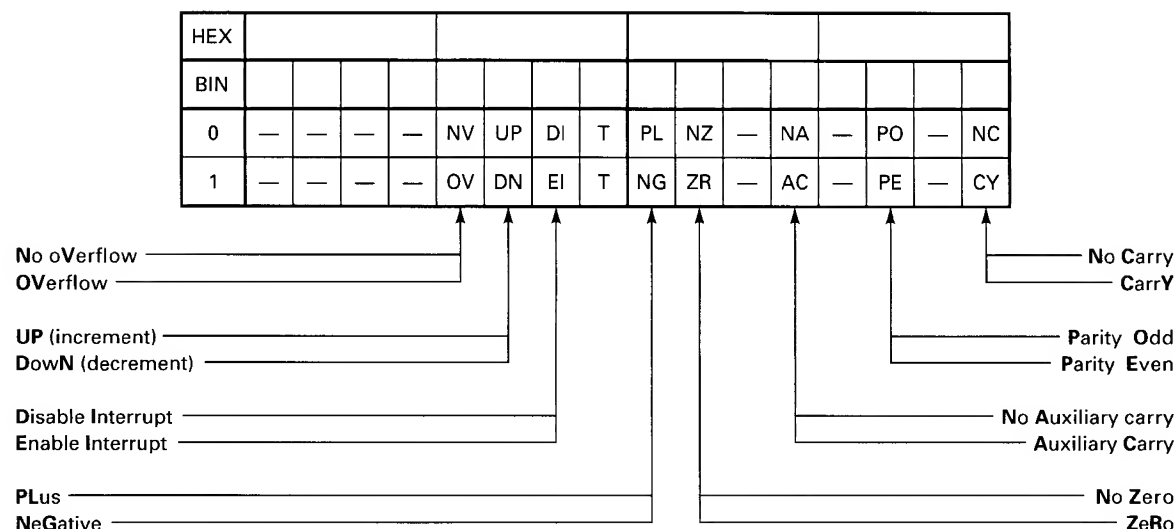 HEX
BIN
0 — — — — NV UP DI T PL NZ — NA — PO — NC
1 — — — — OV DN EI T NG ZR — AC — PE — CY
No oVerflow
OVerflow
UP (increment)
DowN (decrement)
Disable Interrupt
Enable Interrupt
PLus
NeGative
No Carry
CarrY
Parity Odd
Parity Even
No Auxiliary carry
Auxiliary Carry
No Zero
ZeRo